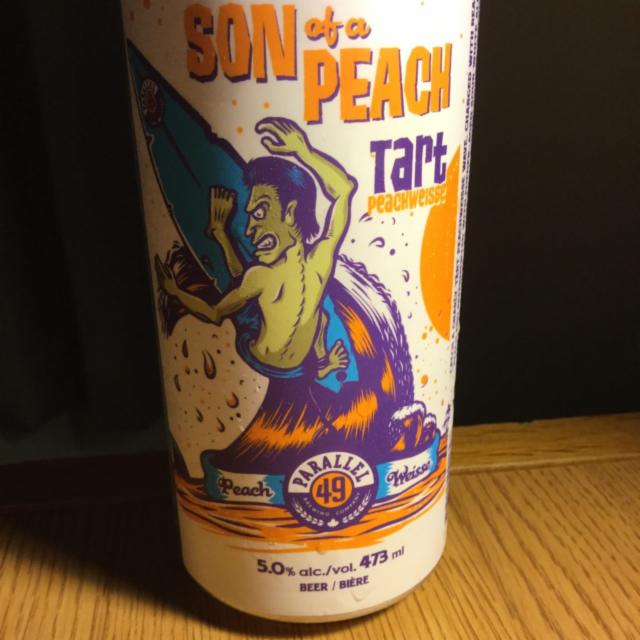 SON of a
PEACH
Tart
PEACHWEISSE
Peach
PARALLEL
49
Weisse
5.0% alc./vol. 473 ml
BEER / BIÈRE